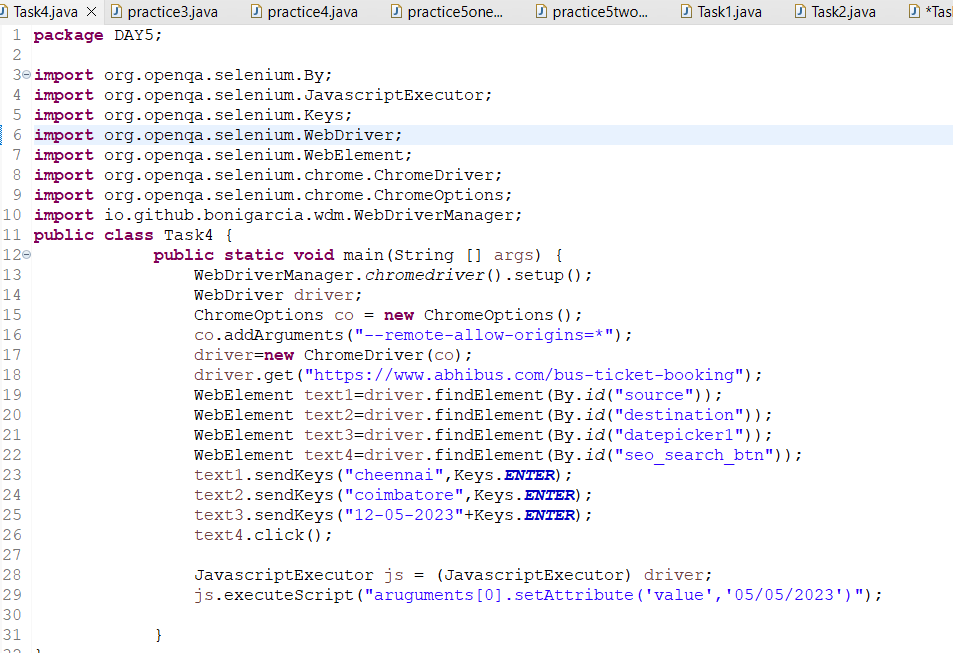 Task4.java practice3.java practice4.java practice5one... practice5two... Task1.java Task2.java *Tas
1 package DAY5;
2
3 import org.openqa.selenium.By;
4 import org.openqa.selenium.JavascriptExecutor;
5 import org.openqa.selenium.Keys;
6 import org.openqa.selenium.WebDriver;
7 import org.openqa.selenium.WebElement;
8 import org.openqa.selenium.chrome.ChromeDriver;
9 import org.openqa.selenium.chrome.ChromeOptions;
10 import io.github.bonigarcia.wdm.WebDriverManager;
11 public class Task4 {
12 public static void main(String [] args) {
13 WebDriverManager.chromedriver().setup();
14 WebDriver driver;
15 ChromeOptions co = new ChromeOptions();
16 co.addArguments("--remote-allow-origins=*");
17 driver=new ChromeDriver(co);
18 driver.get("https://www.abhibus.com/bus-ticket-booking");
19 WebElement text1=driver.findElement(By.id("source"));
20 WebElement text2=driver.findElement(By.id("destination"));
21 WebElement text3=driver.findElement(By.id("datepicker1"));
22 WebElement text4=driver.findElement(By.id("seo_search_btn"));
23 text1.sendKeys("cheennai",Keys.ENTER);
24 text2.sendKeys("coimbatore",Keys.ENTER);
25 text3.sendKeys("12-05-2023"+Keys.ENTER);
26 text4.click();
27
28 JavascriptExecutor js = (JavascriptExecutor) driver;
29 js.executeScript("aruguments[0].setAttribute('value','05/05/2023')");
30
31 }
32 }